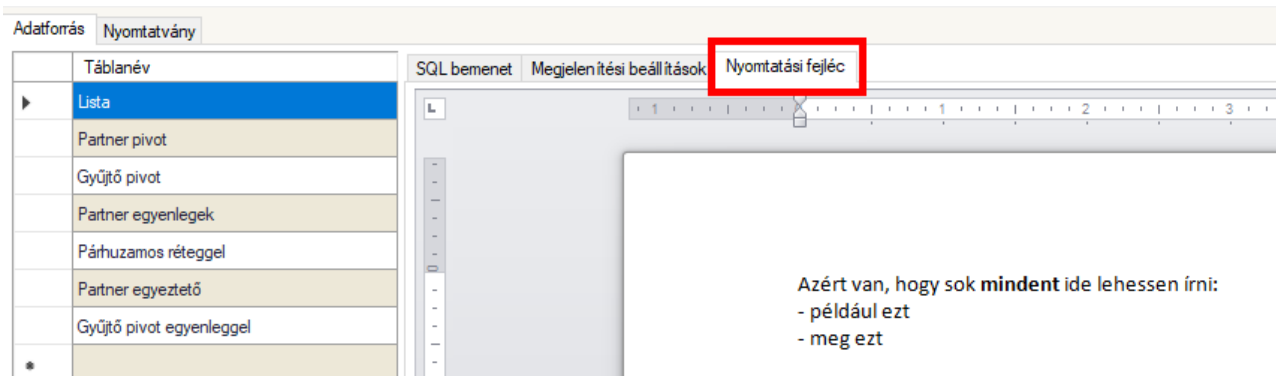 Adatforrás Nyomtatvány
Táblanév
Lista
Partner pivot
Gyűjtő pivot
Partner egyenlegek
Párhuzamos réteggel
Partner egyeztető
Gyűjtő pivot egyenleggel
SQL bemenet Megjelenítési beállítások Nyomtatási fejléc
L
1 1 2 3
Azért van, hogy sok mindent ide lehessen írni:
- például ezt
- meg ezt